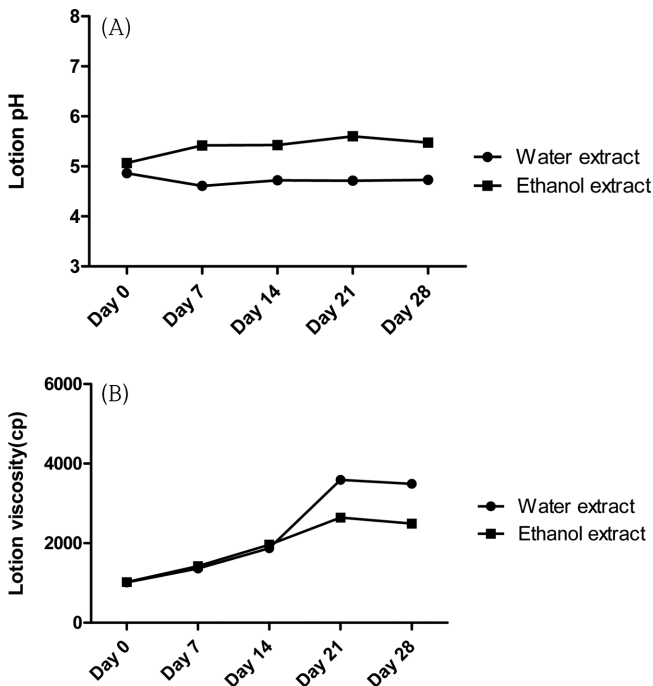 (A)
Lotion pH
8
7
6
5
4
3
Day 0
Day 7
Day 14
Day 21
Day 28
Water extract
Ethanol extract
(B)
Lotion viscosity(cp)
6000
4000
2000
0
Day 0
Day 7
Day 14
Day 21
Day 28
Water extract
Ethanol extract